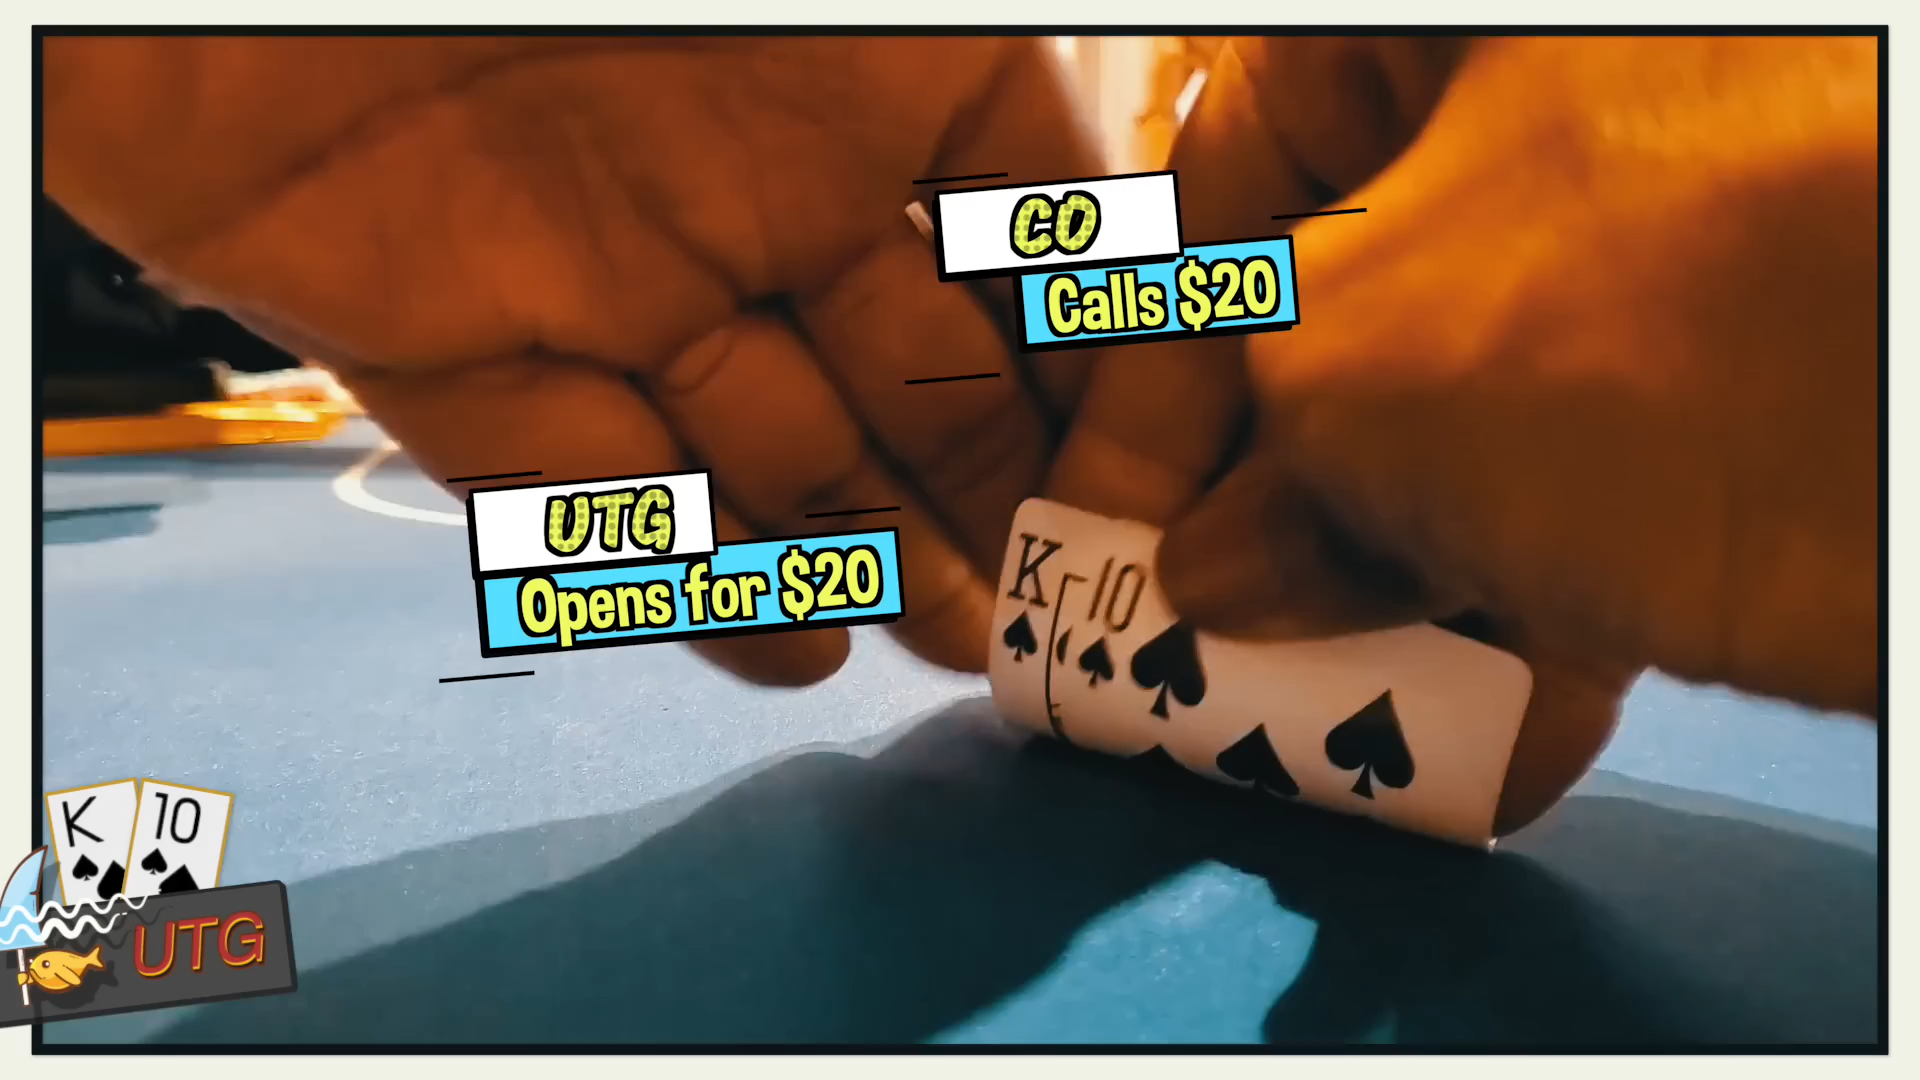 CO
Calls $20
UTG
Opens for $20
K 10
K 10
UTG